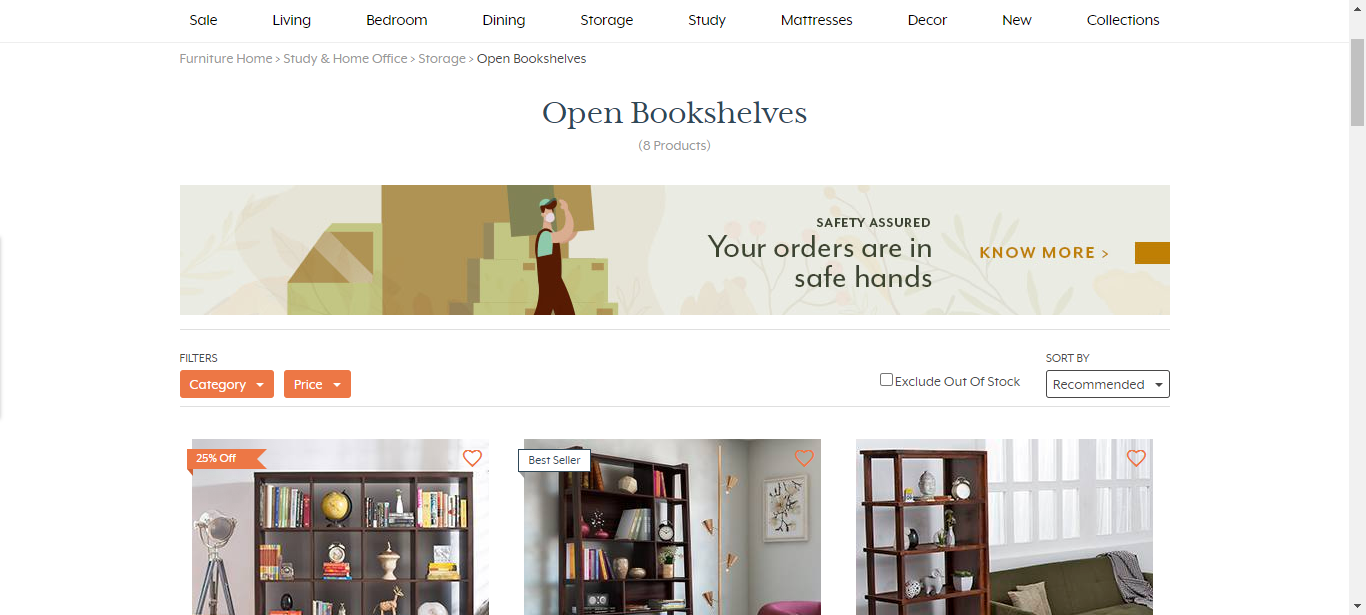 Sale Living Bedroom Dining Storage Study Mattresses Decor New Collections
Furniture Home > Study & Home Office > Storage > Open Bookshelves
Open Bookshelves
(8 Products)
SAFETY ASSURED
Your orders are in
safe hands
KNOW MORE >
FILTERS
Category
Price
Exclude Out Of Stock
SORT BY
Recommended
25% Off
Best Seller